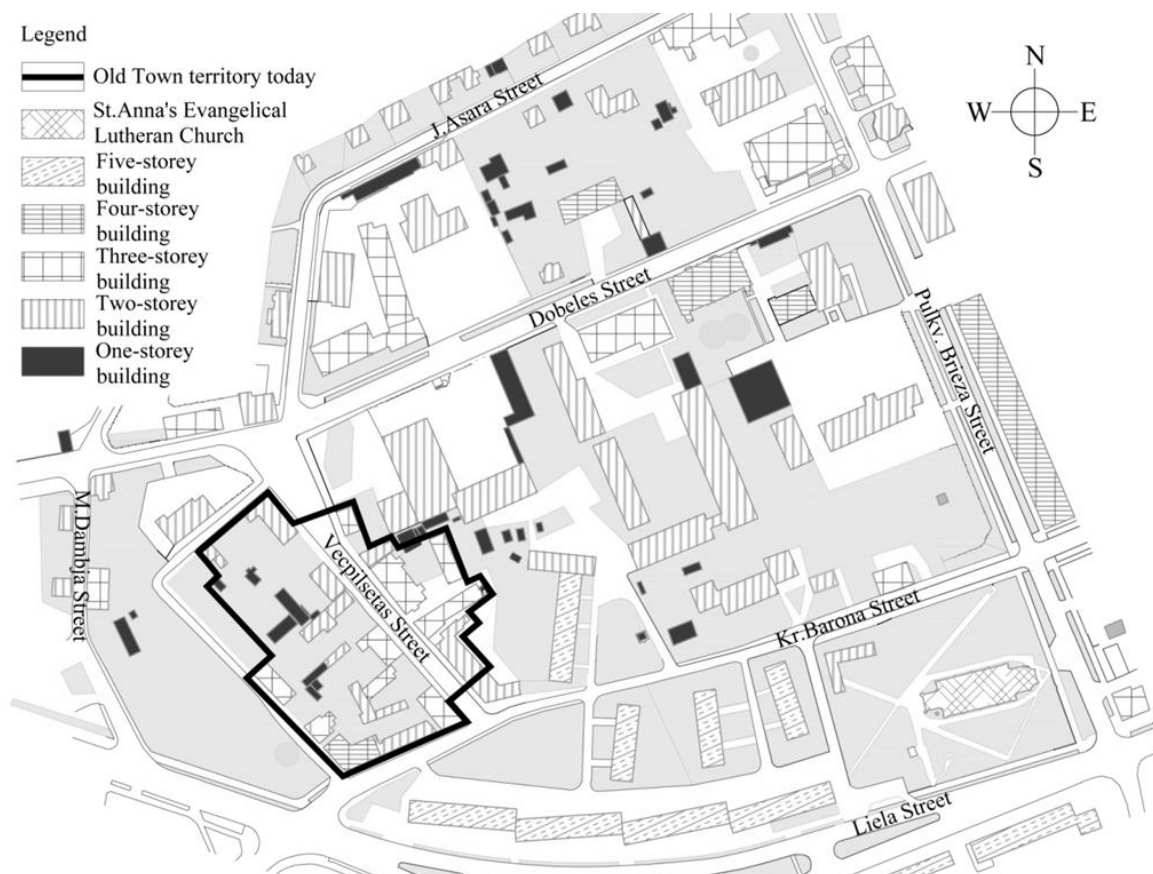 Legend
Old Town territory today
St.Anna's Evangelical
Lutheran Church
Five-storey
building
Four-storey
building
Three-storey
building
Two-storey
building
One-storey
building
N
W
E
S
J.Asara Street
Dobeles Street
Pulkv. Brieza Street
M.Dambja Street
Vecpilsetas Street
Kr.Barona Street
Liela Street